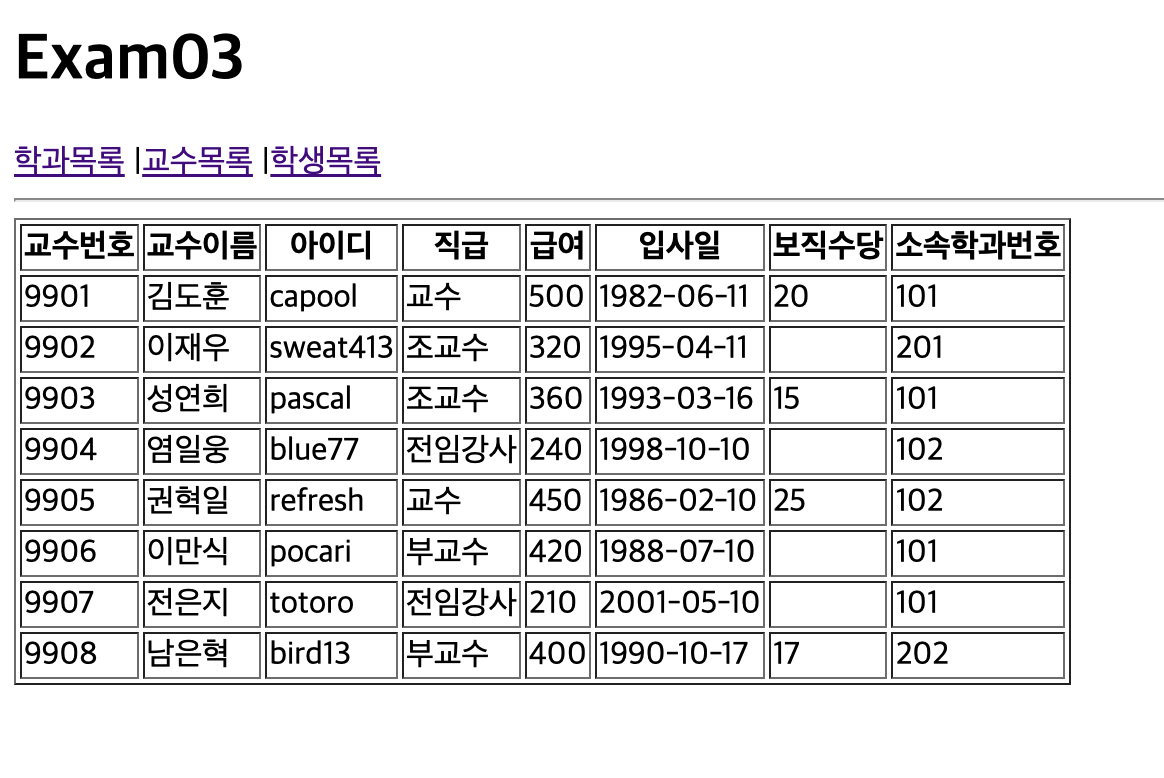 Exam03
학과목록 |교수목록 |학생목록
교수번호 교수이름 아이디 직급 급여 입사일 보직수당 소속학과번호
9901 김도훈 capool 교수 500 1982-06-11 20 101
9902 이재우 sweat413 조교수 320 1995-04-11 201
9903 성연희 pascal 조교수 360 1993-03-16 15 101
9904 염일웅 blue77 전임강사 240 1998-10-10 102
9905 권혁일 refresh 교수 450 1986-02-10 25 102
9906 이만식 pocari 부교수 420 1988-07-10 101
9907 전은지 totoro 전임강사 210 2001-05-10 101
9908 남은혁 bird13 부교수 400 1990-10-17 17 202